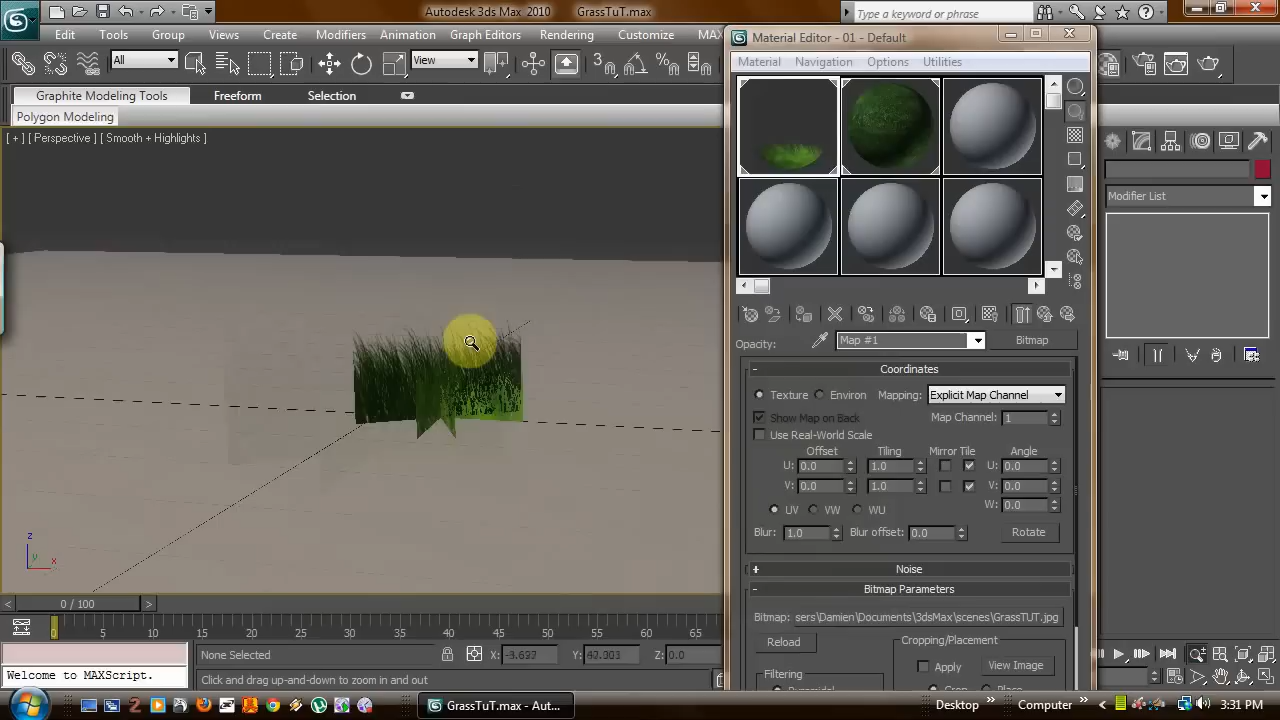 Autodesk 3ds Max 2010 GrassTuT.max
Type a keyword or phrase
Edit Tools Group Views Create Modifiers Animation Graph Editors Rendering Customize MAX
All
View
Graphite Modeling Tools Freeform Selection
Polygon Modeling
[ + ] [ Perspective ] [ Smooth + Highlights ]
Material Editor - 01 - Default
Material Navigation Options Utilities
Opacity: Map #1 Bitmap
- Coordinates
Texture Environ Mapping: Explicit Map Channel
Show Map on Back Map Channel: 1
Use Real-World Scale
Offset Tiling Mirror Tile Angle
U: 0.0 1.0 U: 0.0
V: 0.0 1.0 V: 0.0
W: 0.0
UV VW WU
Blur: 1.0 Blur offset: 0.0 Rotate
+ Noise
- Bitmap Parameters
Bitmap: sers\Damien\Documents\3dsMax\scenes\GrassTUT.jpg
Reload
Cropping/Placement
Apply View Image
Filtering
Modifier List
z
y
x
< 0 / 100 >
0 5 10 15 20 25 30 35 40 45 50 55 60 65
None Selected X: Z: 0.0
Welcome to MAXScript.
Click and drag up-and-down to zoom in and out
GrassTuT.max - Aut...
Desktop » Computer » 3:31 PM